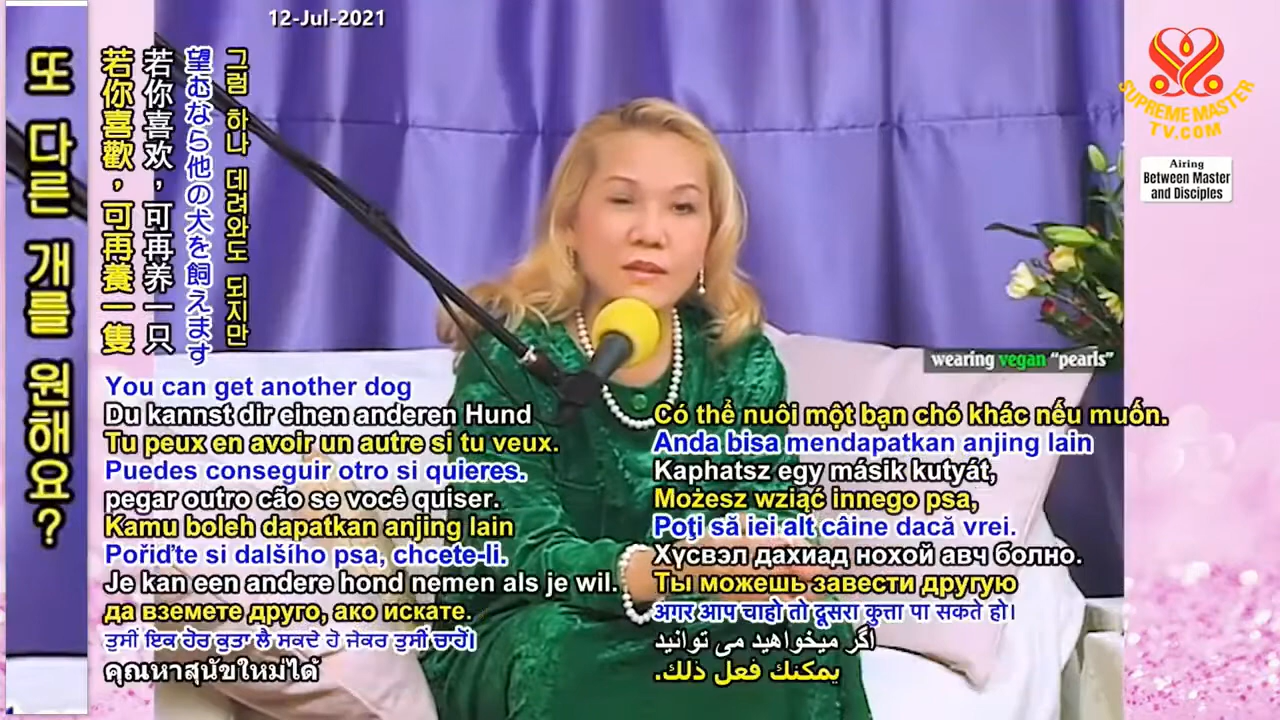 12-Jul-2021
SUPREME MASTER
TV.COM
Airing
Between Master
and Disciples
또 다른 개를 원해요?
若你喜歡，可再養一隻
若你喜欢，可再养一只
望むなら他の犬を飼えます
그럼 하나 데려와도 되지만
wearing vegan "pearls"
You can get another dog
Du kannst dir einen anderen Hund
Tu peux en avoir un autre si tu veux.
Puedes conseguir otro si quieres.
pegar outro cão se você quiser.
Kamu boleh dapatkan anjing lain
Pořiďte si dalšího psa, chcete-li.
Je kan een andere hond nemen als je wil.
да вземете друго, ако искате.
ਤੁਸੀਂ ਇਕ ਹੋਰ ਕੁਤਾ ਲੈ ਸਕਦੇ ਹੋ ਜੇਕਰ ਤੁਸੀਂ ਚਾਹੋਂ।
คุณหาสุนัขใหม่ได้
Có thể nuôi một bạn chó khác nếu muốn.
Anda bisa mendapatkan anjing lain
Kaphatsz egy másik kutyát,
Możesz wziąć innego psa,
Poţi să iei alt câine dacă vrei.
Хүсвэл дахиад нохой авч болно.
Ты можешь завести другую
अगर आप चाहो तो दूसरा कुत्ता पा सकते हो।
اگر میخواهید می توانید
يمكنك فعل ذلك.